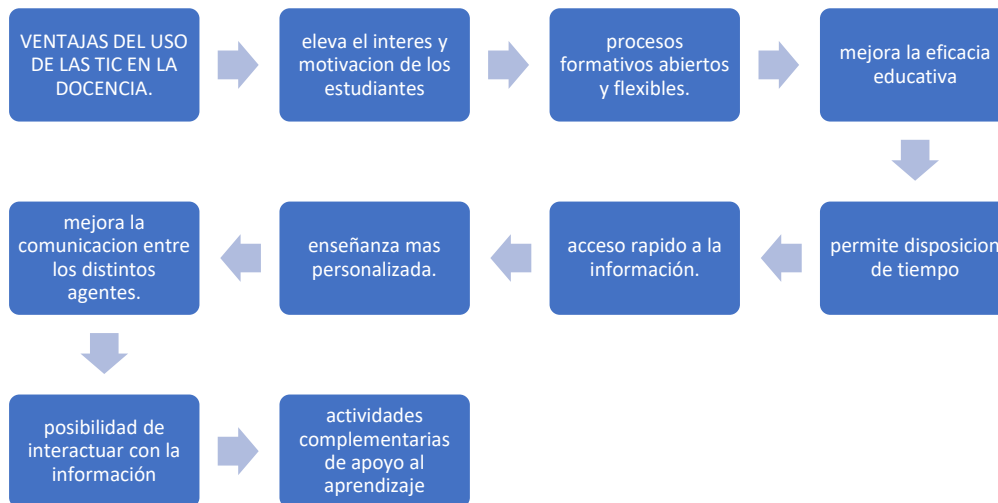 VENTAJAS DEL USO
DE LAS TIC EN LA
DOCENCIA.
eleva el interes y
motivacion de los
estudiantes
procesos
formativos abiertos
y flexibles.
mejora la eficacia
educativa
permite disposicion
de tiempo
acceso rapido a la
información.
enseñanza mas
personalizada.
mejora la
comunicacion entre
los distintos
agentes.
posibilidad de
interactuar con la
información
actividades
complementarias
de apoyo al
aprendizaje